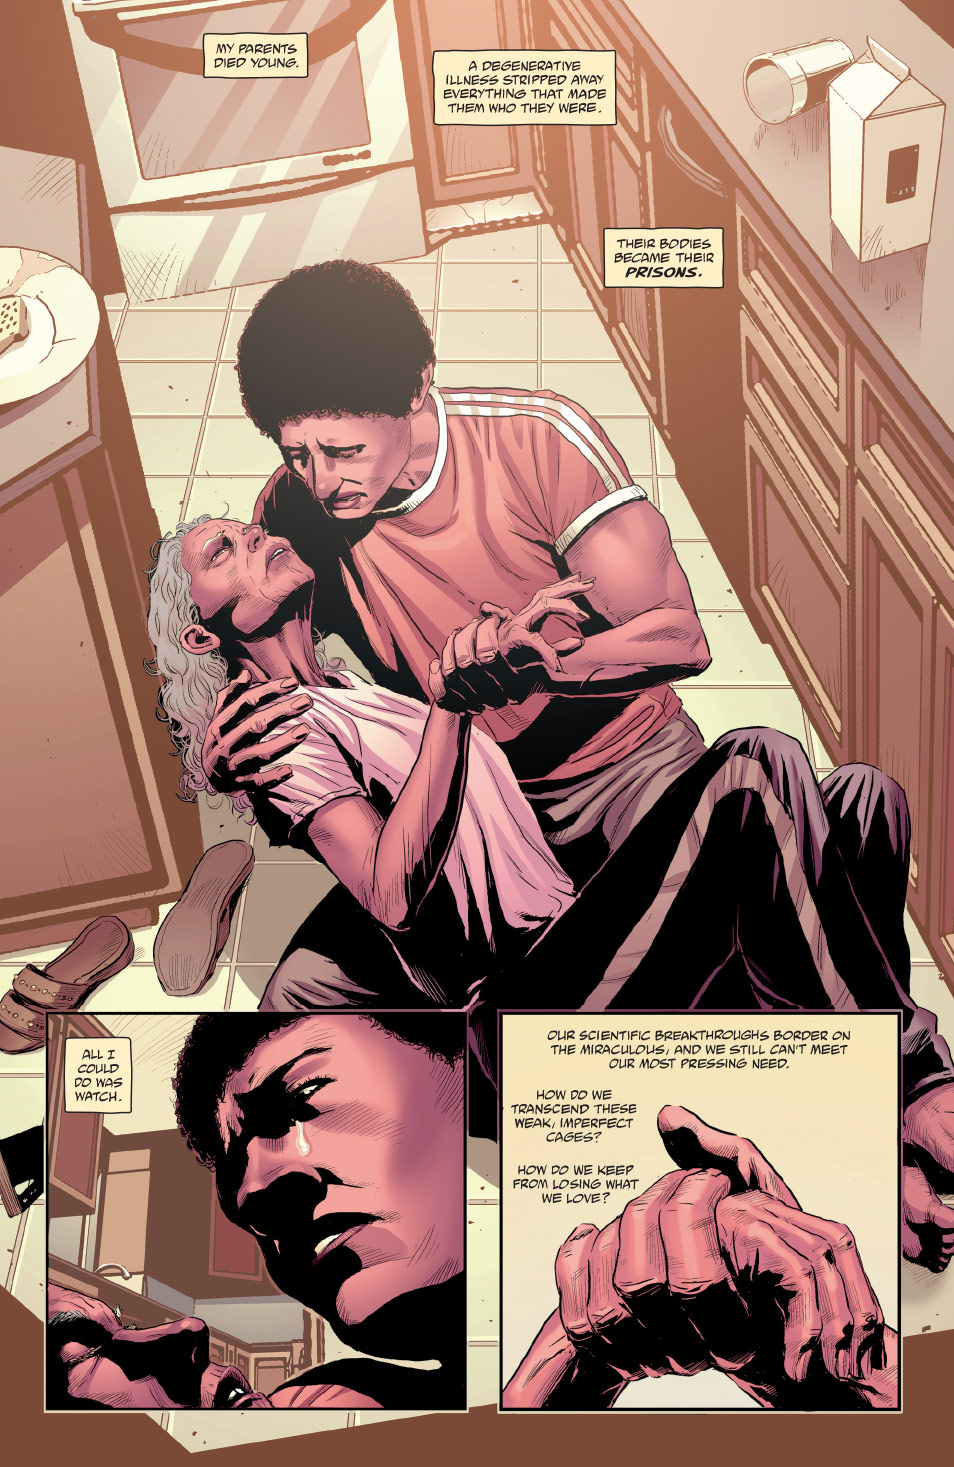 MY PARENTS
DIED YOUNG.
A DEGENERATIVE
ILLNESS STRIPPED AWAY
EVERYTHING THAT MADE
THEM WHO THEY WERE.
THEIR BODIES
BECAME THEIR
PRISONS.
ALL I
COULD
DO WAS
WATCH.
OUR SCIENTIFIC BREAKTHROUGHS BORDER ON
THE MIRACULOUS, AND WE STILL CAN'T MEET
OUR MOST PRESSING NEED.
HOW DO WE
TRANSCEND THESE
WEAK, IMPERFECT
CAGES?
HOW DO WE KEEP
FROM LOSING WHAT
WE LOVE?